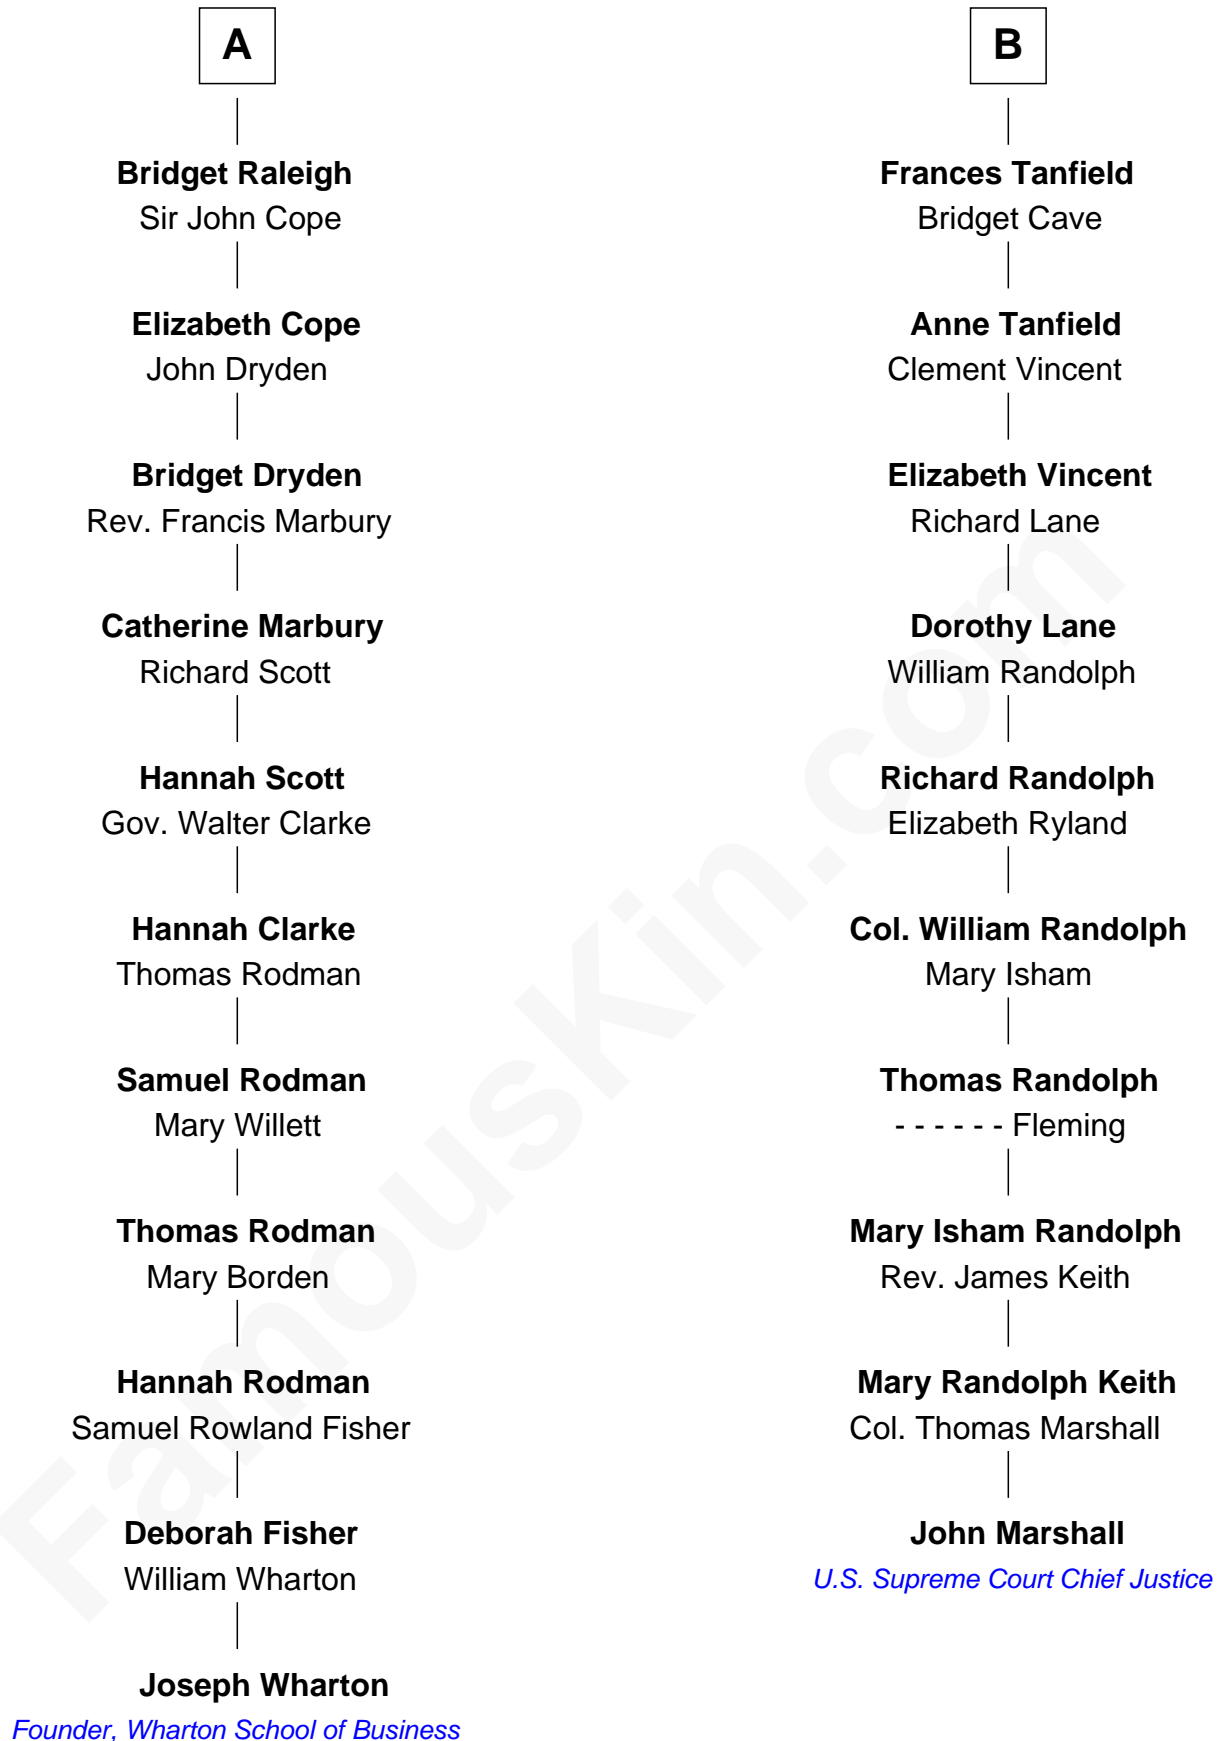 A
Bridget Raleigh
Sir John Cope
Elizabeth Cope
John Dryden
Bridget Dryden
Rev. Francis Marbury
Catherine Marbury
Richard Scott
Hannah Scott
Gov. Walter Clarke
Hannah Clarke
Thomas Rodman
Samuel Rodman
Mary Willett
Thomas Rodman
Mary Borden
Hannah Rodman
Samuel Rowland Fisher
Deborah Fisher
William Wharton
Joseph Wharton
Founder, Wharton School of Business
B
Frances Tanfield
Bridget Cave
Anne Tanfield
Clement Vincent
Elizabeth Vincent
Richard Lane
Dorothy Lane
William Randolph
Richard Randolph
Elizabeth Ryland
Col. William Randolph
Mary Isham
Thomas Randolph
- - - - - - Fleming
Mary Isham Randolph
Rev. James Keith
Mary Randolph Keith
Col. Thomas Marshall
John Marshall
U.S. Supreme Court Chief Justice
FamousKin.com